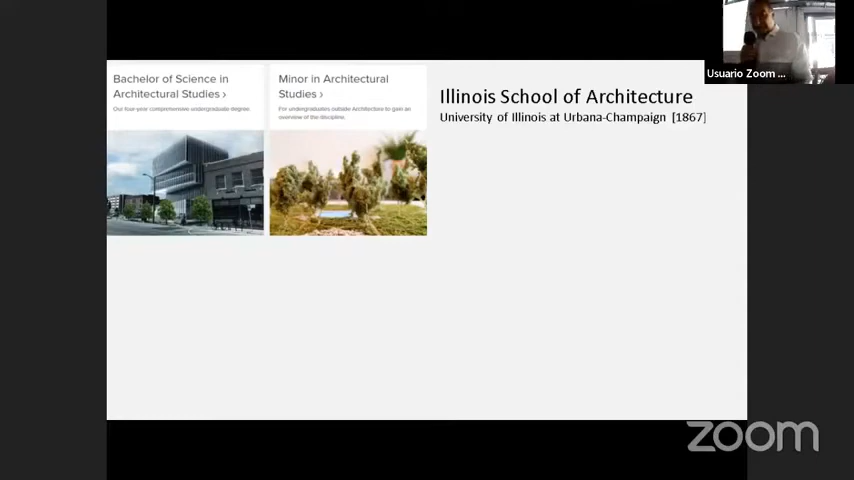 Bachelor of Science in
Architectural Studies ›
Our four-year comprehensive undergraduate degree.
Minor in Architectural
Studies ›
For undergraduates outside Architecture to gain an
overview of the discipline.
Illinois School of Architecture
University of Illinois at Urbana-Champaign [1867]
Usuario Zoom ...
zoom